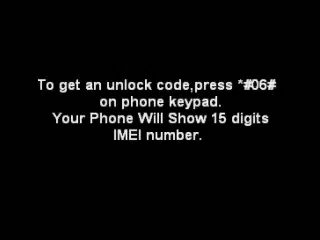 To get an unlock code,press *#06#
on phone keypad.
Your Phone Will Show 15 digits
IMEI number.